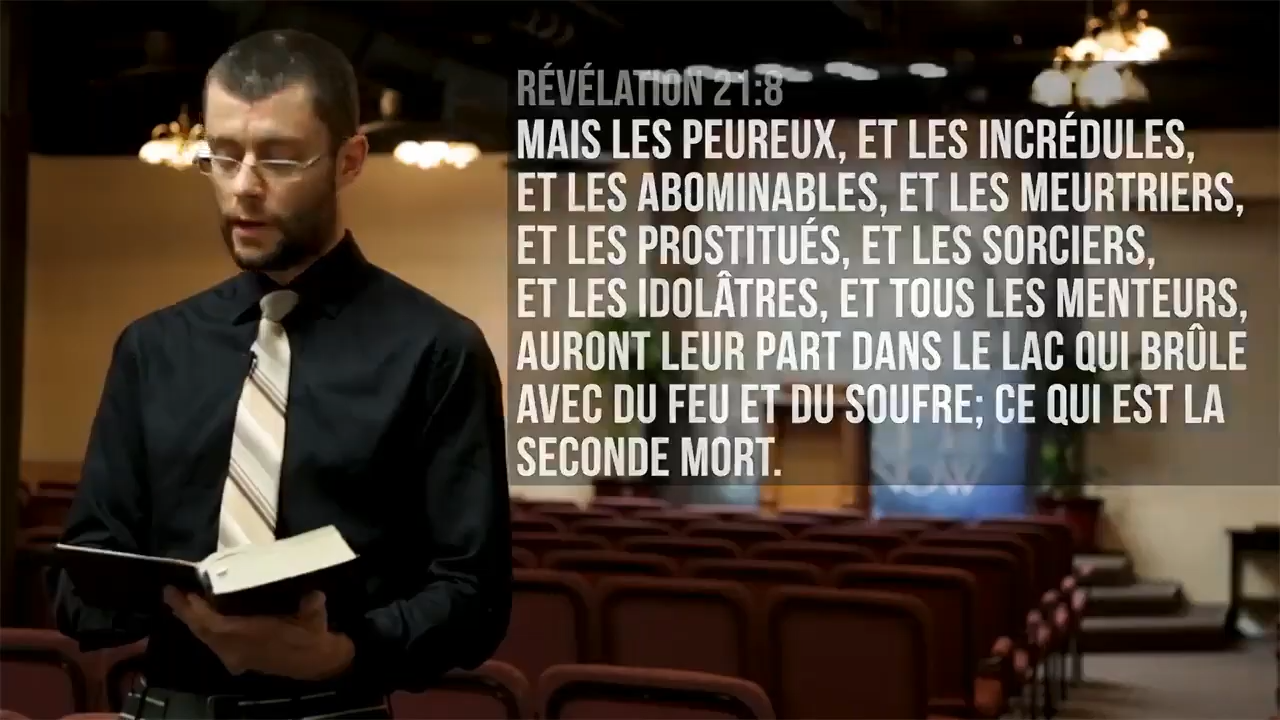 RÉVÉLATION 21:8
MAIS LES PEUREUX, ET LES INCRÉDULES,
ET LES ABOMINABLES, ET LES MEURTRIERS,
ET LES PROSTITUÉS, ET LES SORCIERS,
ET LES IDOLÂTRES, ET TOUS LES MENTEURS,
AURONT LEUR PART DANS LE LAC QUI BRÛLE
AVEC DU FEU ET DU SOUFRE; CE QUI EST LA
SECONDE MORT.